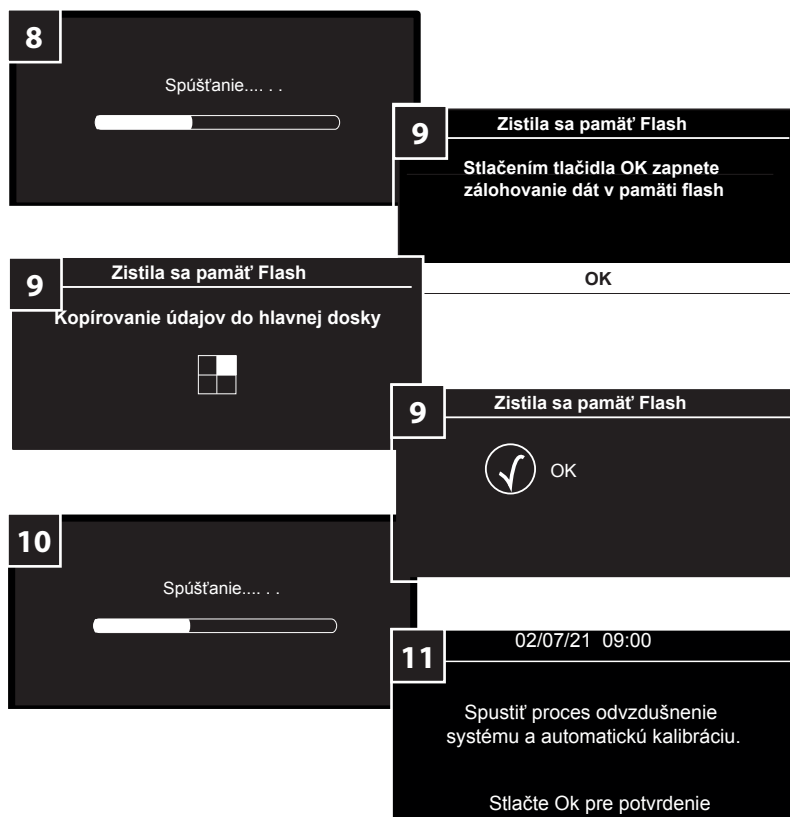 8
Spúšťanie.... . .
9
Zistila sa pamäť Flash
Stlačením tlačidla OK zapnete
zálohovanie dát v pamäti flash
OK
9
Zistila sa pamäť Flash
Kopírovanie údajov do hlavnej dosky
9
Zistila sa pamäť Flash
OK
10
Spúšťanie.... . .
11
02/07/21 09:00
Spustiť proces odvzdušnenie
systému a automatickú kalibráciu.
Stlačte Ok pre potvrdenie